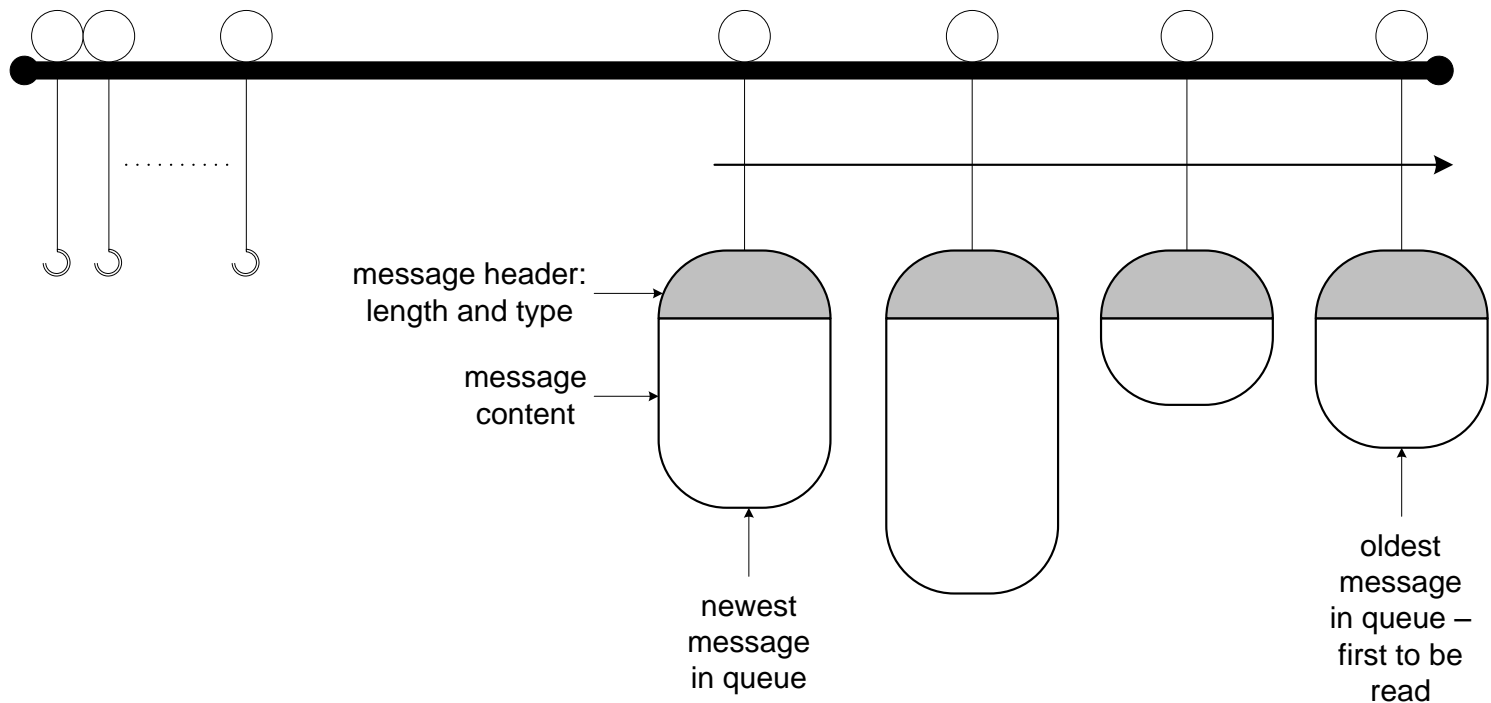 message header:
length and type
message
content
newest
message
in queue
oldest
message
in queue –
first to be
read